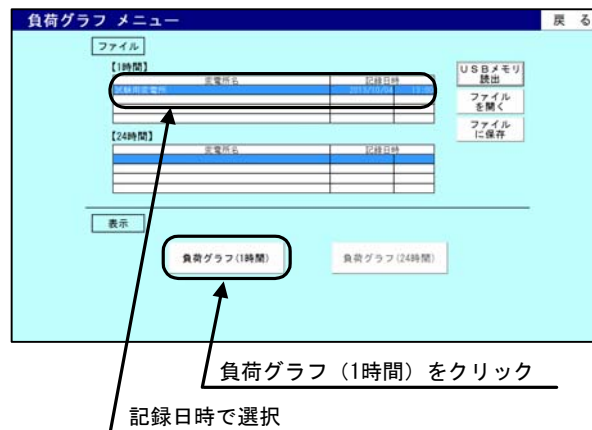 負荷グラフ メニュー
戻 る
ファイル
【1時間】
変電所名 記録日時
試験用変電所 2015/10/04 15:00
USBメモリ
読出
ファイル
を開く
ファイル
に保存
【24時間】
変電所名 記録日時
表示
負荷グラフ(1時間)
負荷グラフ(24時間)
負荷グラフ（1時間）をクリック
記録日時で選択